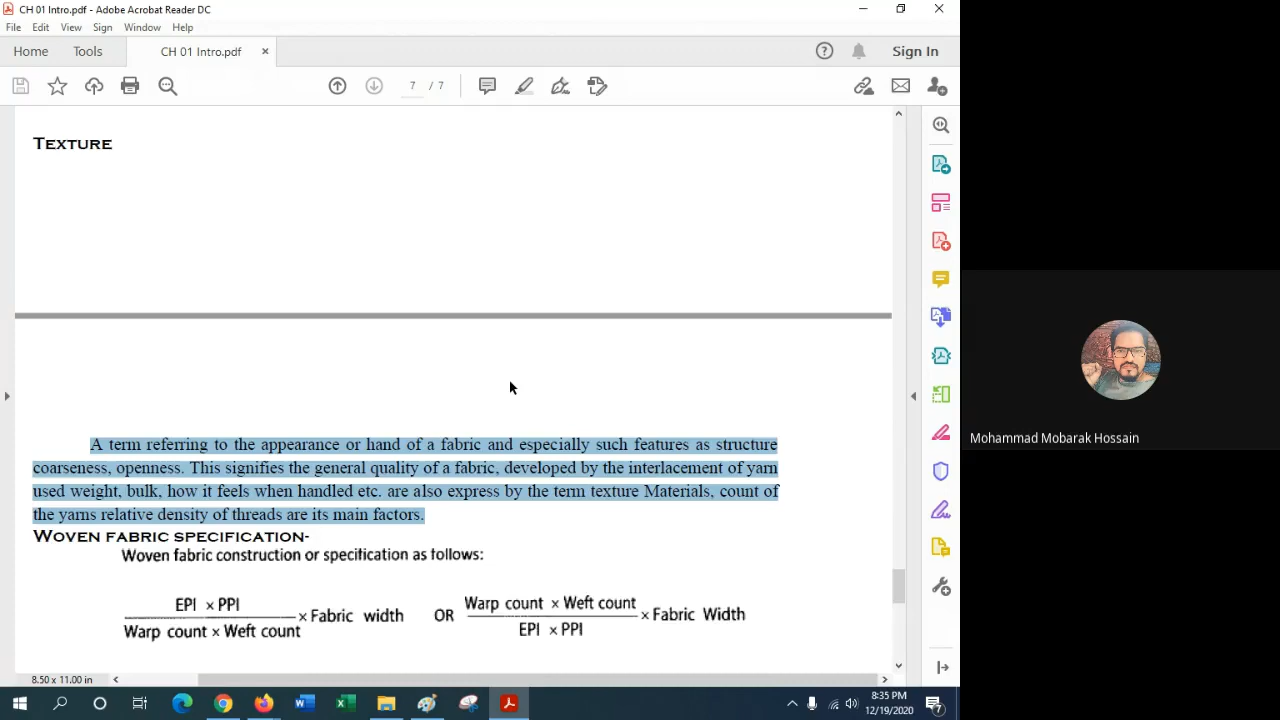 CH 01 Intro.pdf - Adobe Acrobat Reader DC
File Edit View Sign Window Help
Home Tools CH 01 Intro.pdf × Sign In
7 / 7
TEXTURE
A term referring to the appearance or hand of a fabric and especially such features as structure
coarseness, openness. This signifies the general quality of a fabric, developed by the interlacement of yarn
used weight, bulk, how it feels when handled etc. are also express by the term texture Materials, count of
the yarns relative density of threads are its main factors.
WOVEN FABRIC SPECIFICATION-
Woven fabric construction or specification as follows:
EPI × PPI
Warp count × Weft count
× Fabric width
OR
Warp count × Weft count
EPI × PPI
× Fabric Width
8.50 x 11.00 in
Mohammad Mobarak Hossain
8:35 PM
12/19/2020
7